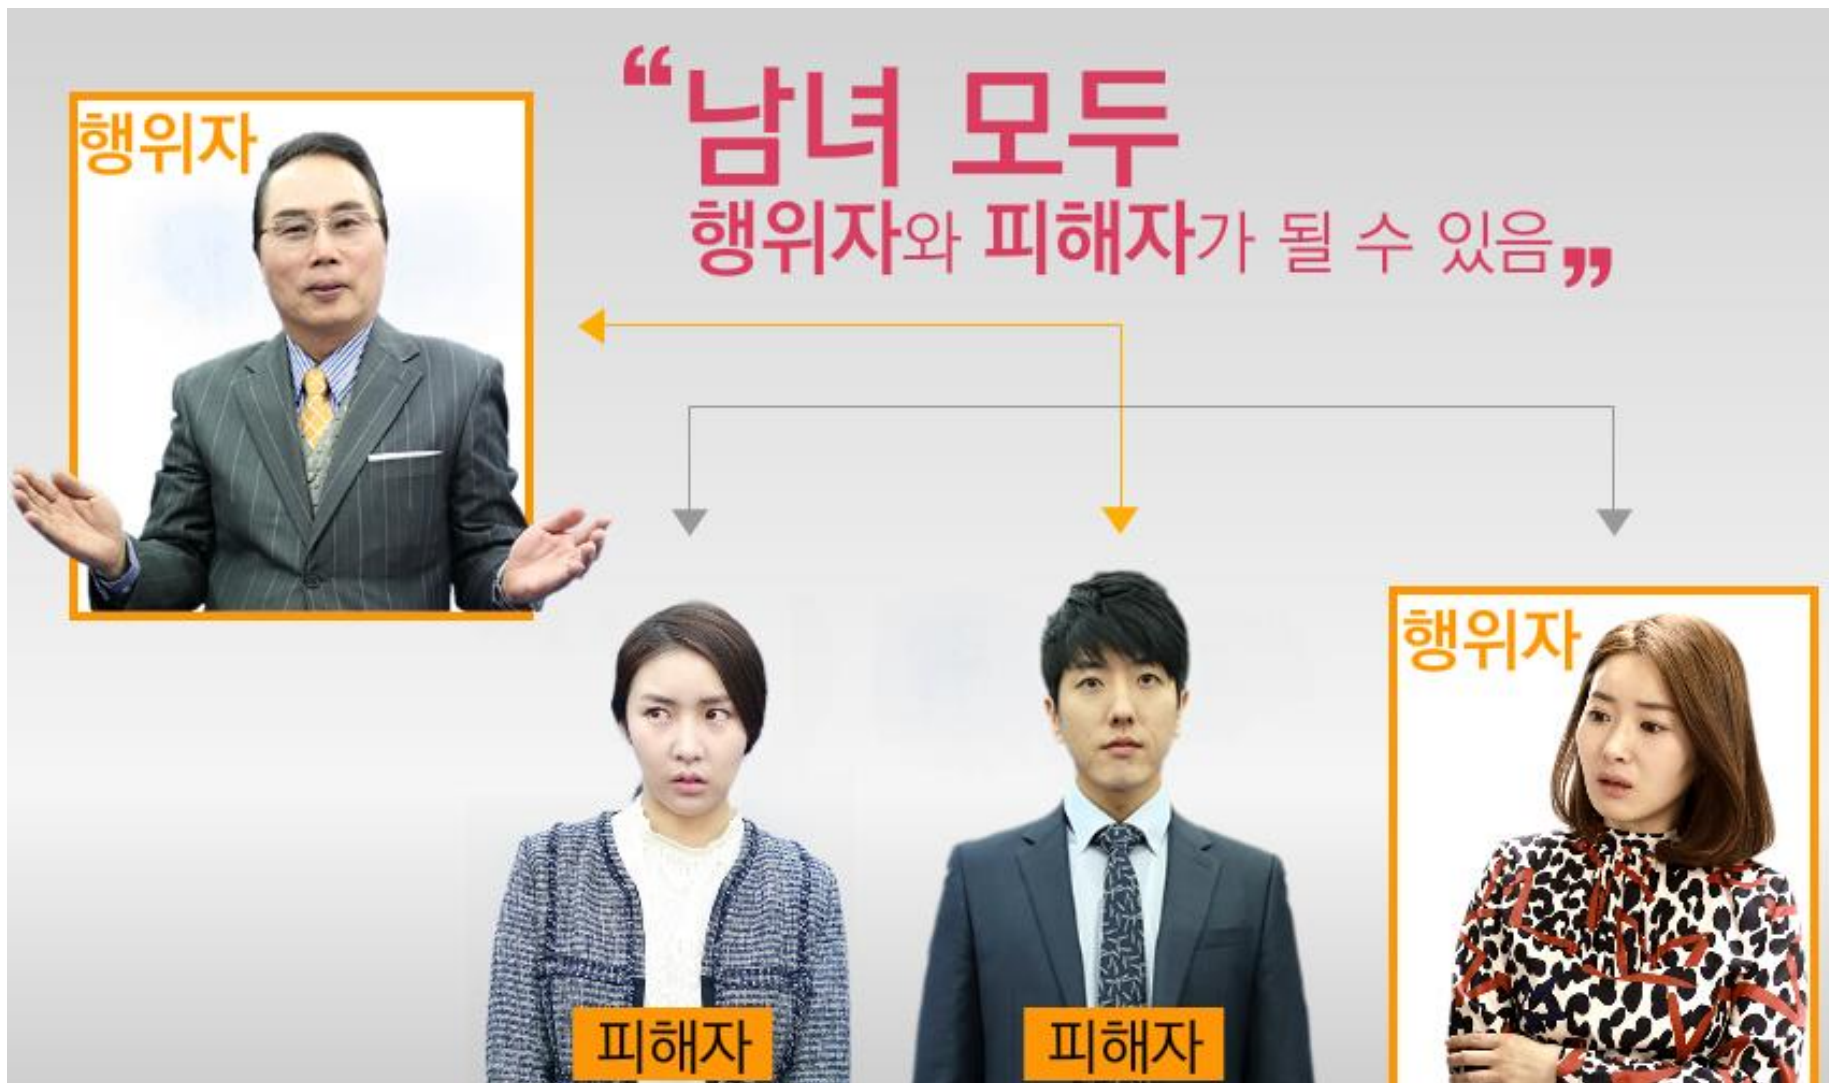 행위자
“남녀 모두
행위자와 피해자가 될 수 있음”
행위자
피해자
피해자